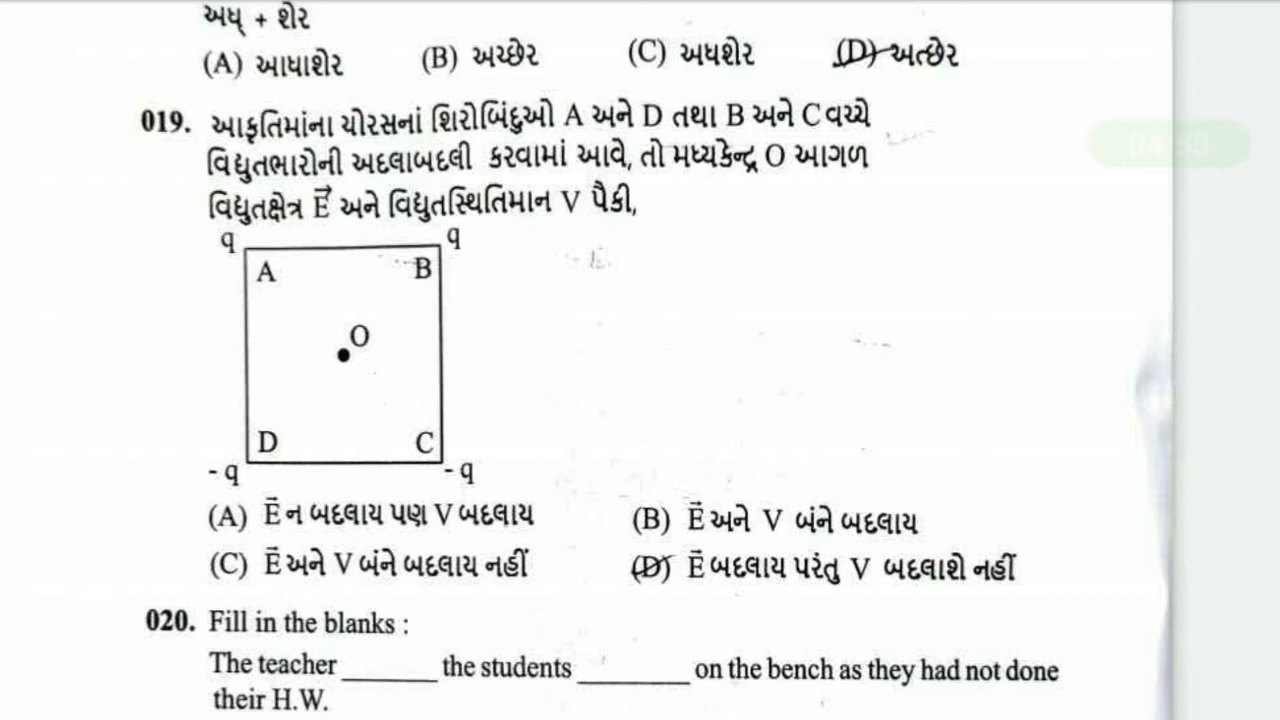 અધ્ + શેર
(A) આધાશેર (B) અચ્છેર (C) અધશેર (D) અત્છેર
019. આકૃતિમાંના ચોરસનાં શિરોબિંદુઓ A અને D તથા B અને C વચ્ચે
વિદ્યુતભારોની અદલાબદલી કરવામાં આવે, તો મધ્યકેન્દ્ર O આગળ
વિદ્યુતક્ષેત્ર E⃗ અને વિદ્યુતસ્થિતિમાન V પૈકી,
q q
A B
O
D C
- q - q
(A) E⃗ ન બદલાય પણ V બદલાય (B) E⃗ અને V બંને બદલાય
(C) E⃗ અને V બંને બદલાય નહીં (D) E⃗ બદલાય પરંતુ V બદલાશે નહીં
020. Fill in the blanks :
The teacher ________ the students ________ on the bench as they had not done
their H.W.